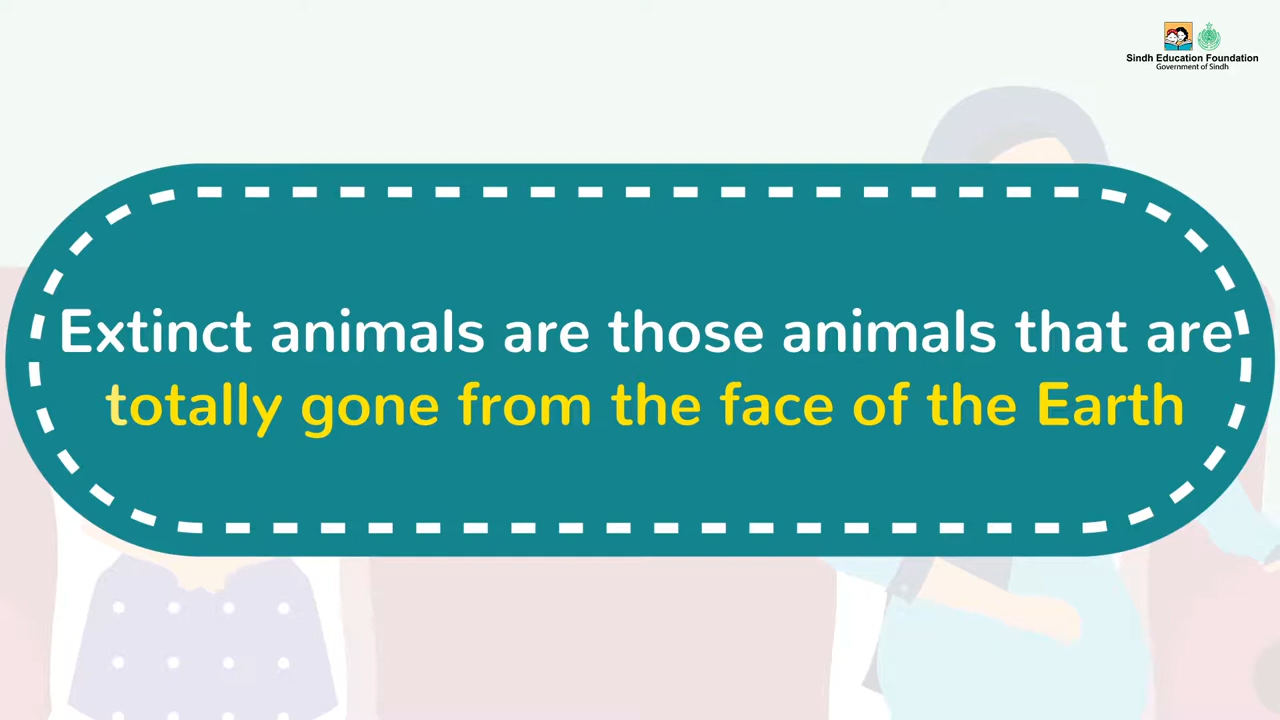 Sindh Education Foundation
Government of Sindh
Extinct animals are those animals that are
totally gone from the face of the Earth